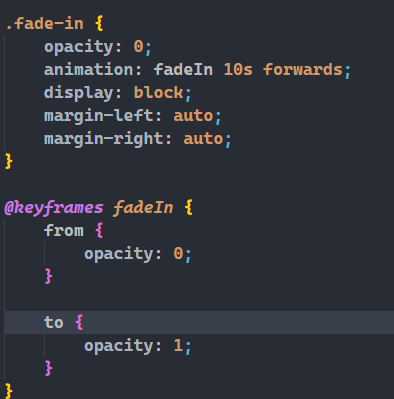 .fade-in {
    opacity: 0;
    animation: fadeIn 10s forwards;
    display: block;
    margin-left: auto;
    margin-right: auto;
}

@keyframes fadeIn {
    from {
        opacity: 0;
    }

    to {
        opacity: 1;
    }
}